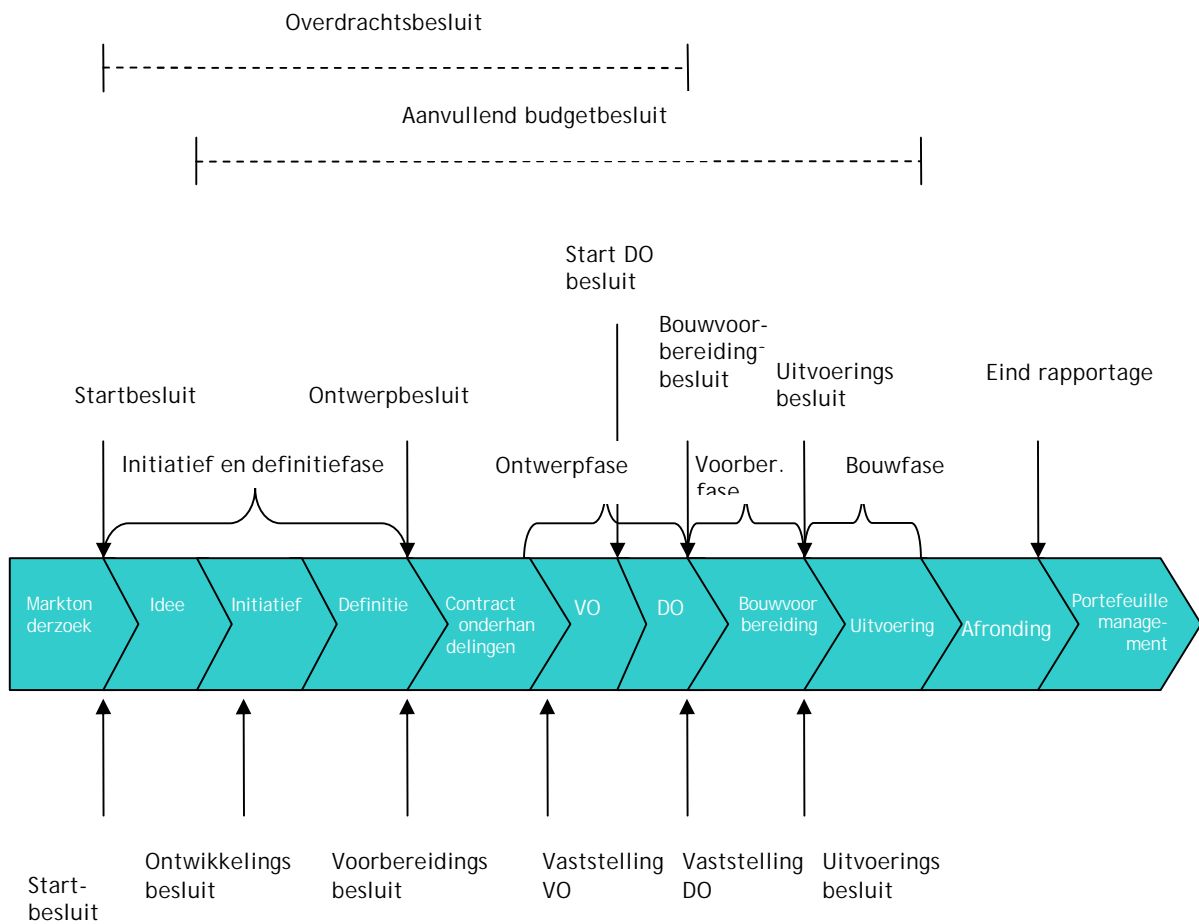 Overdrachtsbesluit
Aanvullend budgetbesluit
Start DO
besluit
Bouwvoor-
bereiding-
besluit
Uitvoerings
besluit
Eind rapportage
Startbesluit
Ontwerpbesluit
Initiatief en definitiefase
Ontwerpfase
Voorber.
fase
Bouwfase
Markton
derzoek
Idee
Initiatief
Definitie
Contract
onderhan
delingen
VO
DO
Bouwvoor
bereiding
Uitvoering
Afronding
Portefeuille
manage-
ment
Start-
besluit
Ontwikkelings
besluit
Voorbereidings
besluit
Vaststelling
VO
Vaststelling
DO
Uitvoerings
besluit